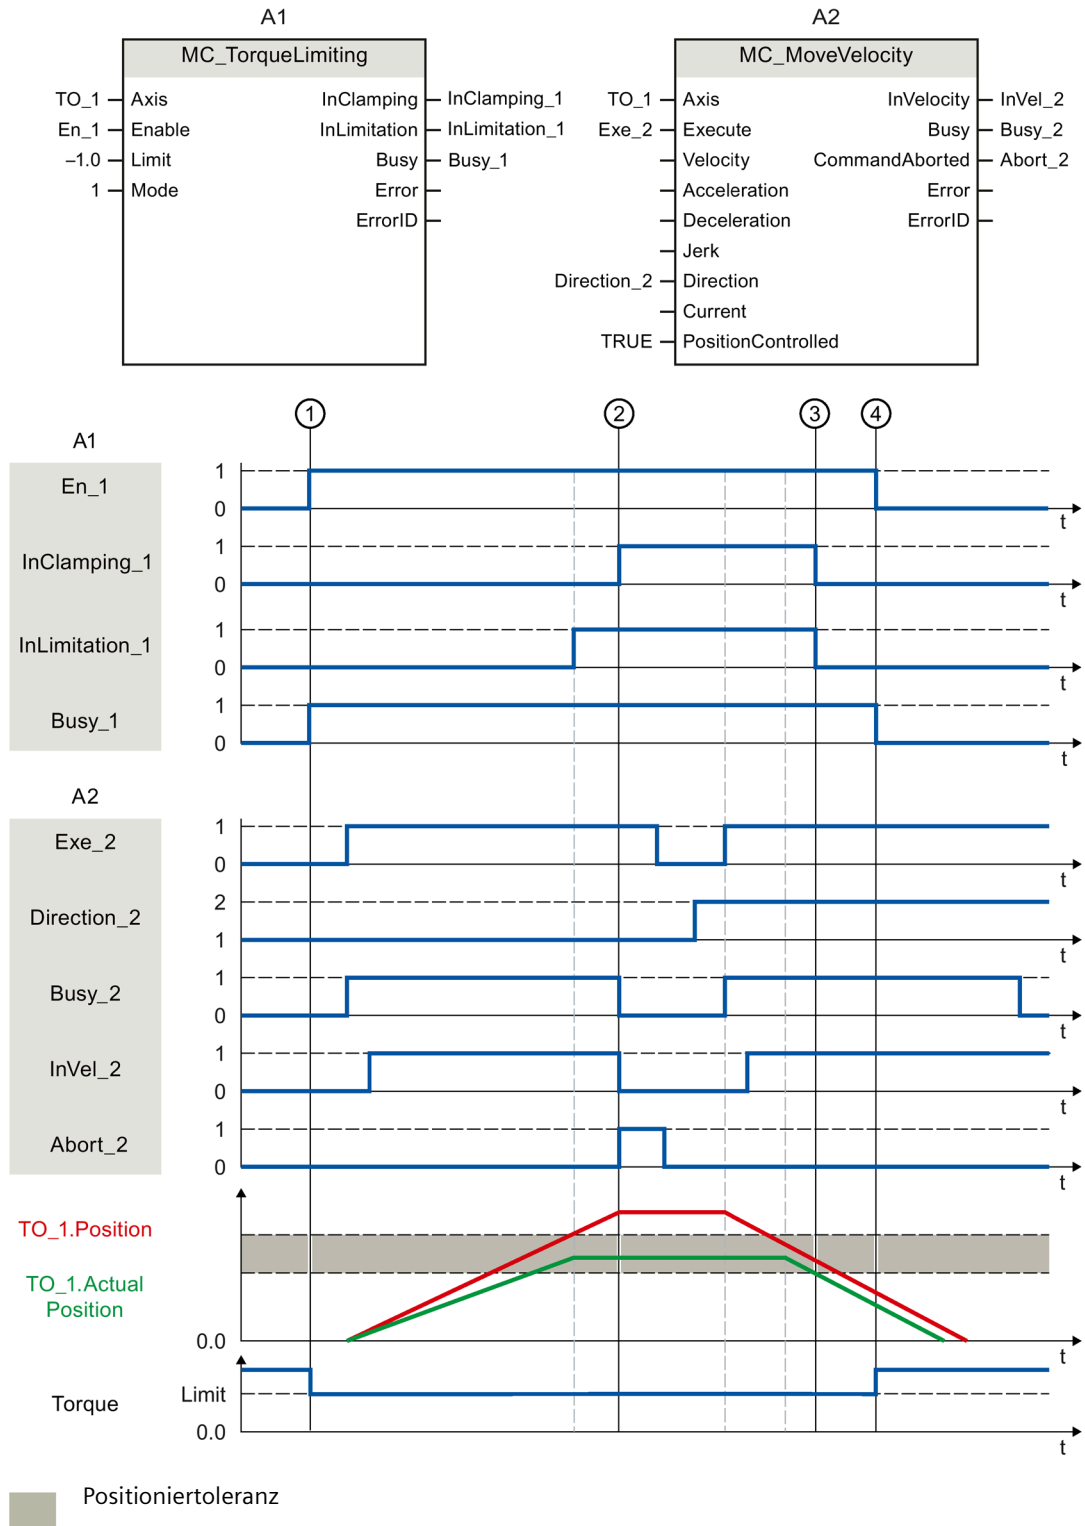 A1
A2
MC_TorqueLimiting
MC_MoveVelocity
TO_1 Axis InClamping InClamping_1
En_1 Enable InLimitation InLimitation_1
–1.0 Limit Busy Busy_1
1 Mode Error
ErrorID
TO_1 Axis InVelocity InVel_2
Exe_2 Execute Busy Busy_2
Velocity CommandAborted Abort_2
Acceleration Error
Deceleration ErrorID
Jerk
Direction_2 Direction
Current
TRUE PositionControlled
1 2 3 4
A1
En_1
1
0
t
InClamping_1
1
0
t
InLimitation_1
1
0
t
Busy_1
1
0
t
A2
Exe_2
1
0
t
Direction_2
2
1
t
Busy_2
1
0
t
InVel_2
1
0
t
Abort_2
1
0
t
TO_1.Position
TO_1.Actual
Position
0.0
t
Torque
Limit
0.0
t
Positioniertoleranz